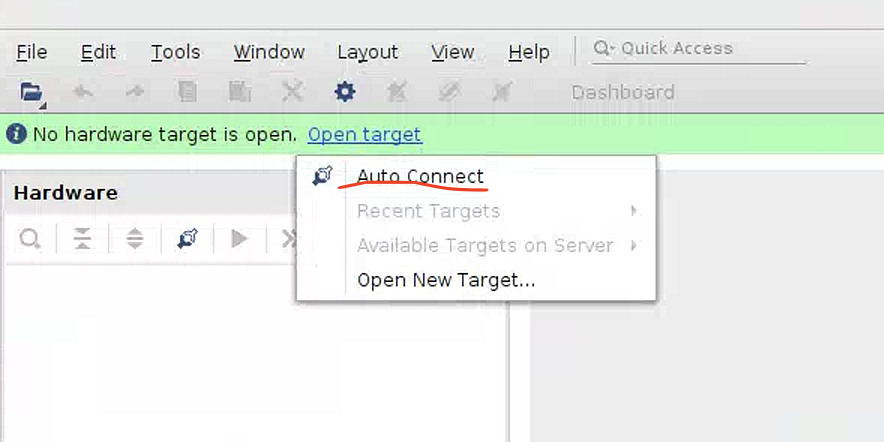 File Edit Tools Window Layout View Help Quick Access
Dashboard
No hardware target is open. Open target
Auto Connect
Hardware
Recent Targets
Available Targets on Server
Open New Target...